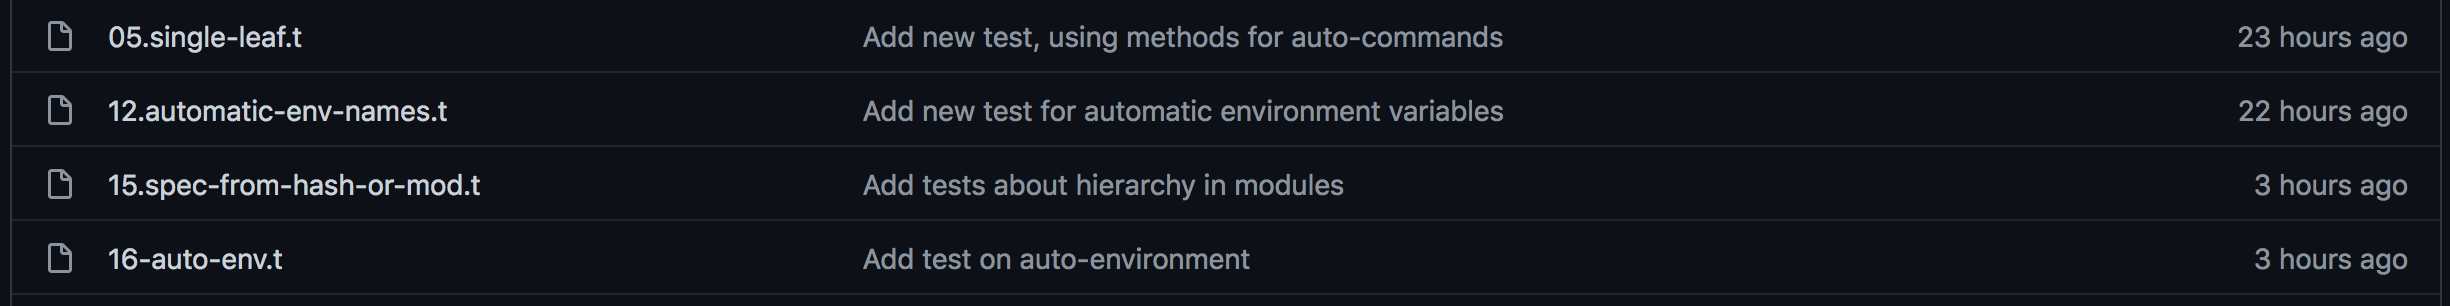 05.single-leaf.t Add new test, using methods for auto-commands 23 hours ago
12.automatic-env-names.t Add new test for automatic environment variables 22 hours ago
15.spec-from-hash-or-mod.t Add tests about hierarchy in modules 3 hours ago
16-auto-env.t Add test on auto-environment 3 hours ago